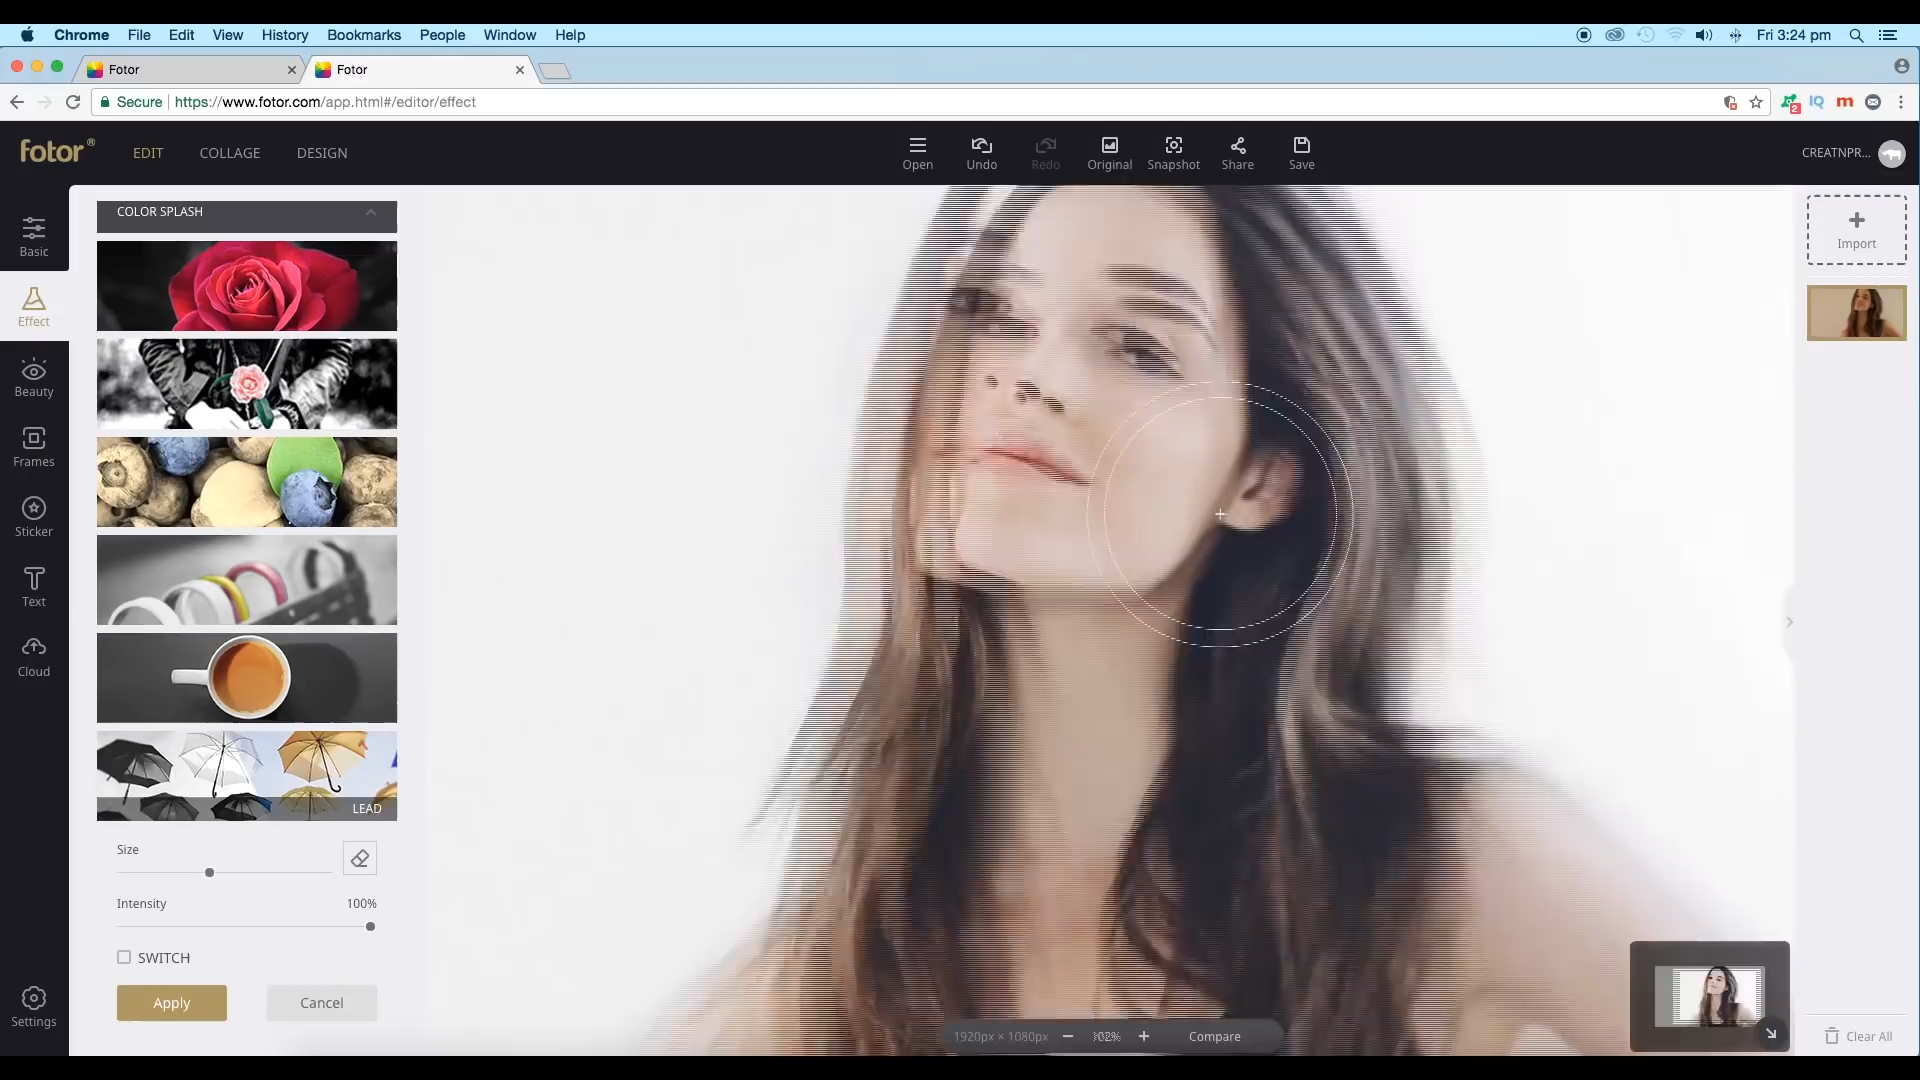 Chrome File Edit View History Bookmarks People Window Help Fri 3:24 pm
Fotor Fotor
Secure https://www.fotor.com/app.html#/editor/effect 2 IQ m
fotor® EDIT COLLAGE DESIGN Open Undo Redo Original Snapshot Share Save CREATNPR...
COLOR SPLASH
Basic
Effect
Beauty
Frames
Sticker
Text
Cloud
Settings
LEAD
Size
Intensity 100%
SWITCH
Apply Cancel
1920px × 1080px Compare
Import
Clear All